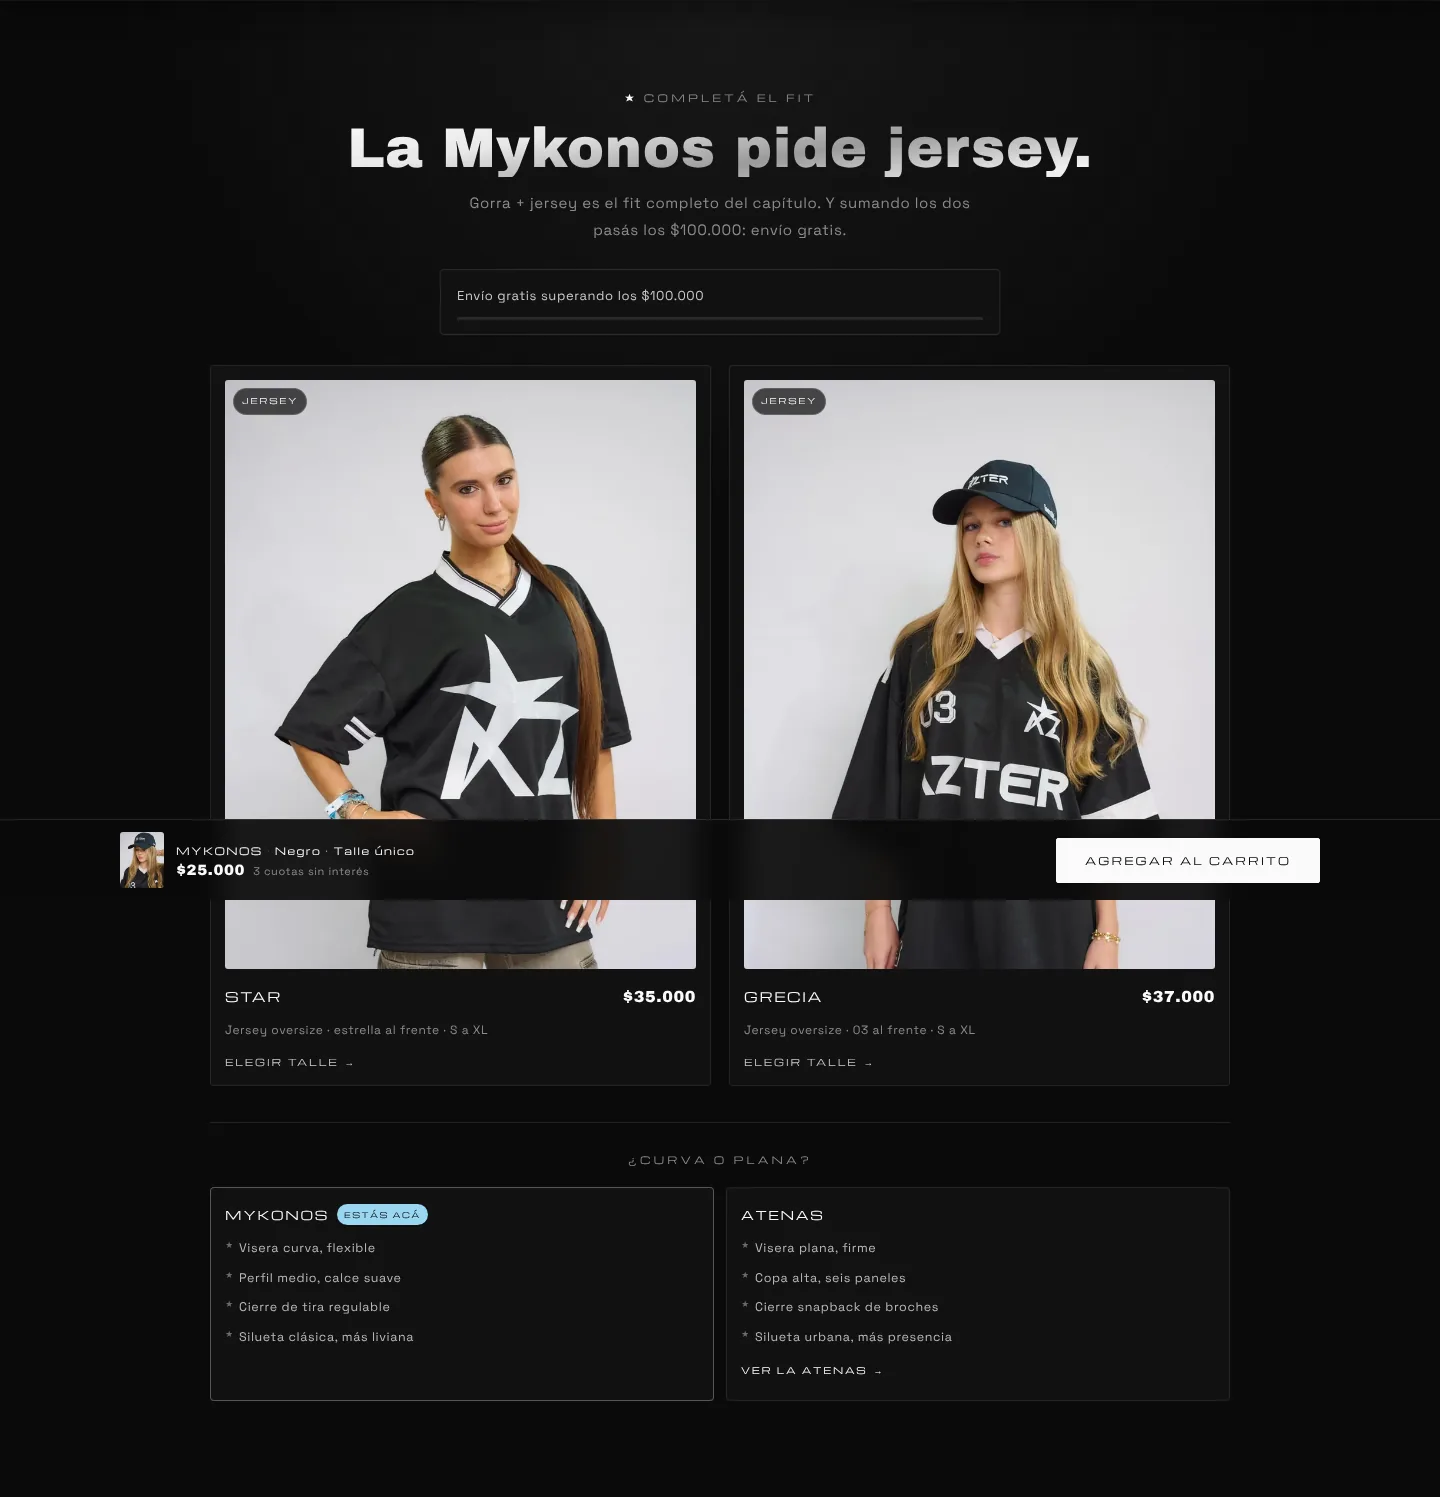 ★ COMPLETÁ EL FIT
La Mykonos pide jersey.
Gorra + jersey es el fit completo del capítulo. Y sumando los dos
pasás los $100.000: envío gratis.
Envío gratis superando los $100.000
JERSEY
AZ
JERSEY
AZTER
03
AZ
AZTER
MYKONOS · Negro · Talle único
$25.000 3 cuotas sin interés
AGREGAR AL CARRITO
STAR
$35.000
Jersey oversize · estrella al frente · S a XL
ELEGIR TALLE →
GRECIA
$37.000
Jersey oversize · 03 al frente · S a XL
ELEGIR TALLE →
¿CURVA O PLANA?
MYKONOS ESTÁS ACÁ
* Visera curva, flexible
* Perfil medio, calce suave
* Cierre de tira regulable
* Silueta clásica, más liviana
ATENAS
* Visera plana, firme
* Copa alta, seis paneles
* Cierre snapback de broches
* Silueta urbana, más presencia
VER LA ATENAS →